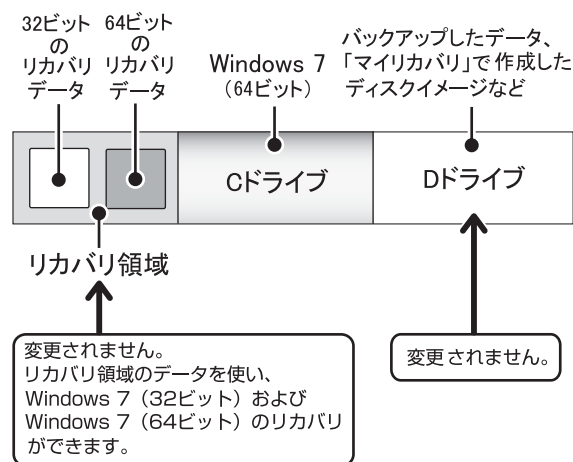 32ビット
の
リカバリ
データ
64ビット
の
リカバリ
データ
Windows 7
（64ビット）
バックアップしたデータ、
「マイリカバリ」で作成した
ディスクイメージなど
Cドライブ
Dドライブ
リカバリ領域
変更されません。
リカバリ領域のデータを使い、
Windows 7（32ビット）および
Windows 7（64ビット）のリカバリ
ができます。
変更されません。